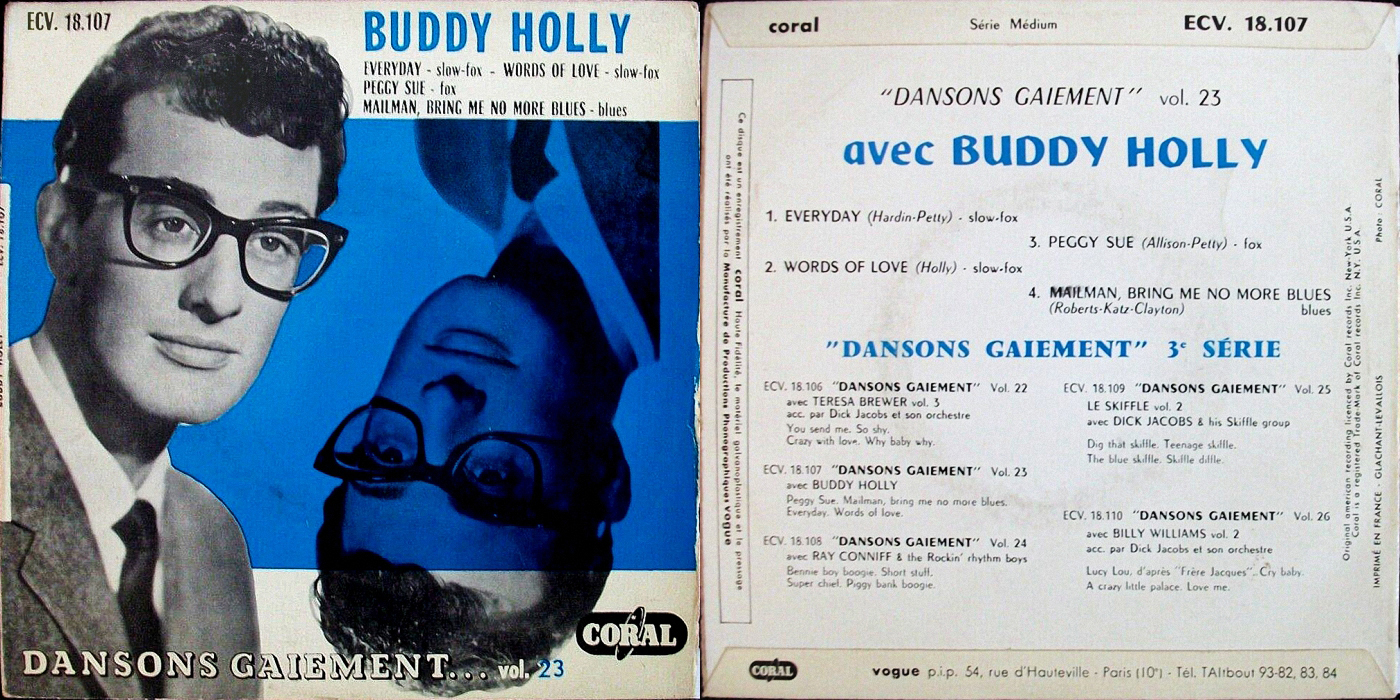 ECV. 18.107
BUDDY HOLLY
EVERYDAY - slow-fox - WORDS OF LOVE - slow-fox
PEGGY SUE - fox
MAILMAN, BRING ME NO MORE BLUES - blues
CORAL
DANSONS GAIEMENT... vol. 23
ECV. 18.107
BUDDY HOLLY
coral
Série Médium
ECV. 18.107
"DANSONS GAIEMENT" vol. 23
avec BUDDY HOLLY
1. EVERYDAY (Hardin-Petty) - slow-fox
3. PEGGY SUE (Allison-Petty) - fox
2. WORDS OF LOVE (Holly) - slow-fox
4. MAILMAN, BRING ME NO MORE BLUES
(Roberts-Katz-Clayton) blues
"DANSONS GAIEMENT" 3e SÉRIE
ECV. 18.106 "DANSONS GAIEMENT" Vol. 22
avec TERESA BREWER vol. 3
acc. par Dick Jacobs et son orchestre
You send me. So shy.
Crazy with love. Why baby why.
ECV. 18.107 "DANSONS GAIEMENT" Vol. 23
avec BUDDY HOLLY
Peggy Sue. Mailman, bring me no more blues.
Everyday. Words of love.
ECV. 18.108 "DANSONS GAIEMENT" Vol. 24
avec RAY CONNIFF & the Rockin' rhythm boys
Bennie boy boogie. Short stuff.
Super chief. Piggy bank boogie.
ECV. 18.109 "DANSONS GAIEMENT" Vol. 25
LE SKIFFLE vol. 2
avec DICK JACOBS & his Skiffle group
Dig that skiffle. Teenage skiffle.
The blue skiffle. Skiffle diffle.
ECV. 18.110 "DANSONS GAIEMENT" Vol. 26
avec BILLY WILLIAMS vol. 2
acc. par Dick Jacobs et son orchestre
Lucy Lou, d'après "Frère Jacques". Cry baby.
A crazy little palace. Love me.
Ce disque est un enregistrement coral Haute Fidélité, le matériel galvanoplastique et le pressage
ont été réalisés par la Manufacture de Productions Phonographiques vogue
Original american recording licenced by Coral records Inc. New-York U.S.A.
Coral is a registered Trade-Mark of Coral records Inc. N.Y. U.S.A.
IMPRIMÉ EN FRANCE - GLACHANT-LEVALLOIS
Photo : CORAL
CORAL
vogue p.i.p. 54, rue d'Hauteville - Paris (10e) - Tél. TAItbout 93-82, 83, 84